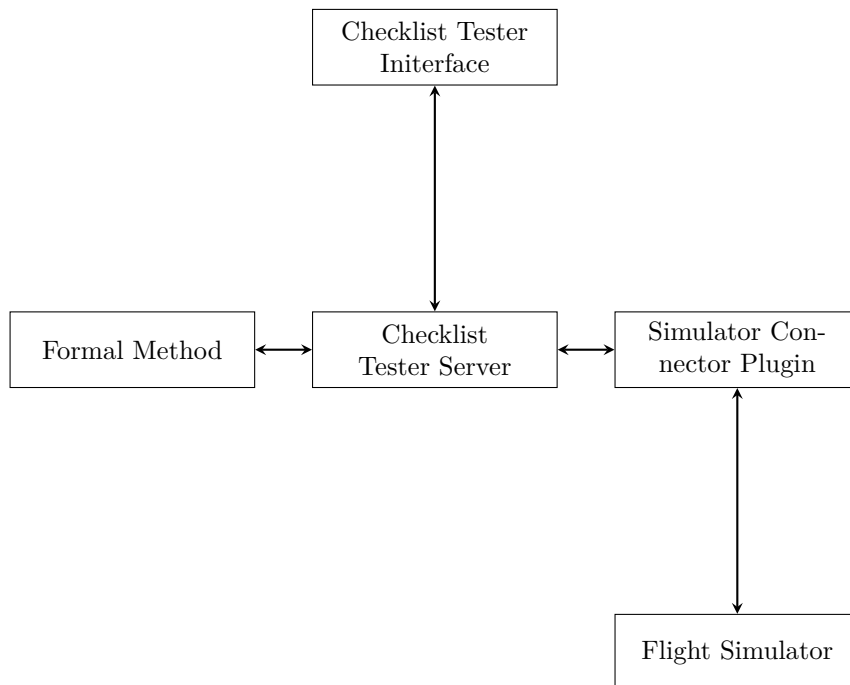 Checklist Tester
Initerface
Formal Method
Checklist
Tester Server
Simulator Con-
nector Plugin
Flight Simulator